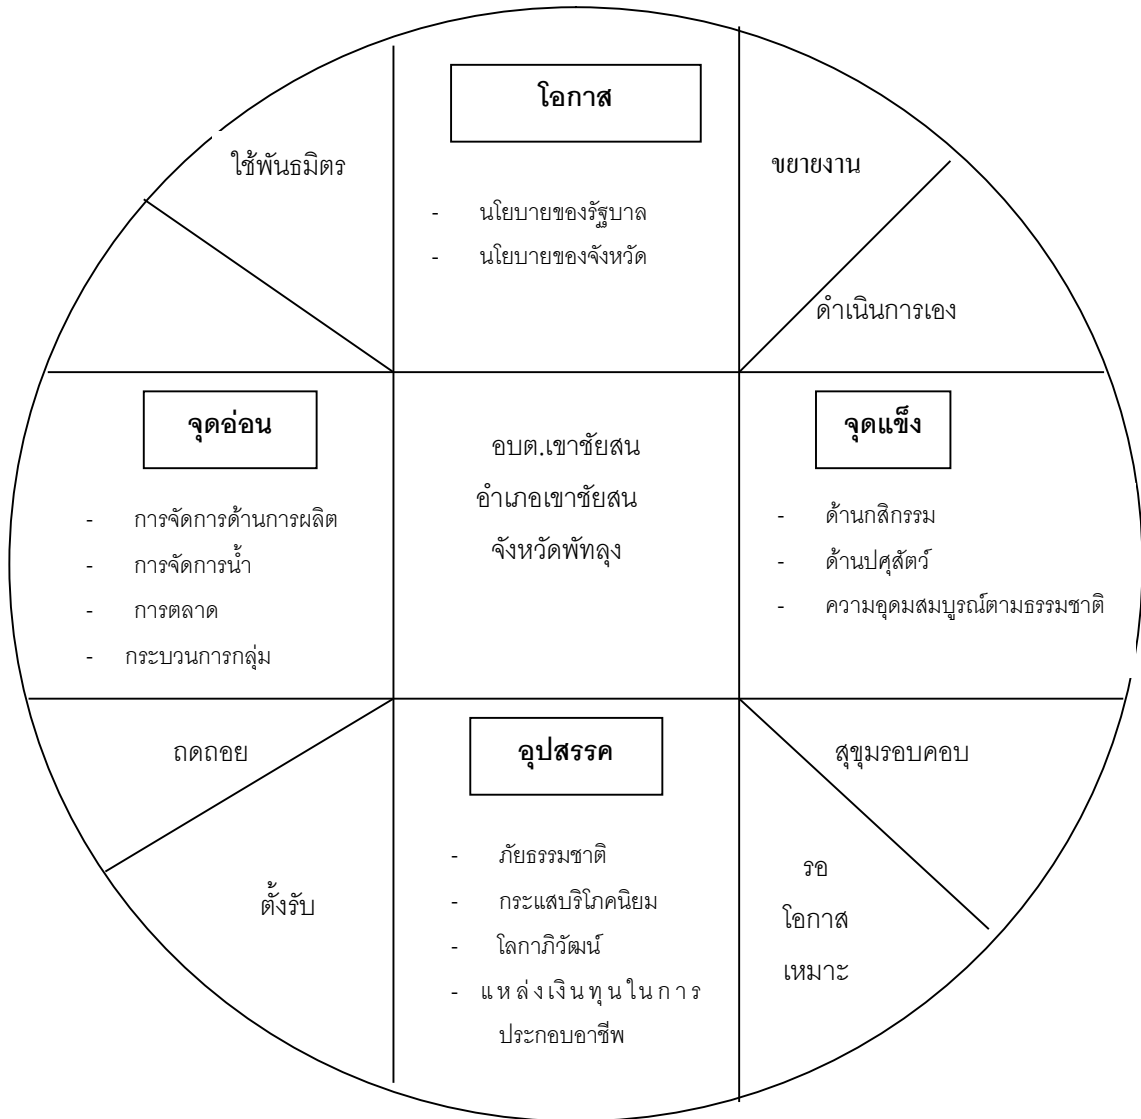 โอกาส
ใช้พันธมิตร
ขยายงาน
- นโยบายของรัฐบาล
- นโยบายของจังหวัด
ดำเนินการเอง
จุดอ่อน
จุดแข็ง
อบต.เขาชัยสน
อำเภอเขาชัยสน
จังหวัดพัทลุง
- การจัดการด้านการผลิต
- การจัดการน้ำ
- การตลาด
- กระบวนการกลุ่ม
- ด้านกสิกรรม
- ด้านปศุสัตว์
- ความอุดมสมบูรณ์ตามธรรมชาติ
ถดถอย
อุปสรรค
สุขุมรอบคอบ
ตั้งรับ
- ภัยธรรมชาติ
- กระแสบริโภคนิยม
- โลกาภิวัฒน์
- แหล่งเงินทุนในการ
ประกอบอาชีพ
รอ
โอกาส
เหมาะ